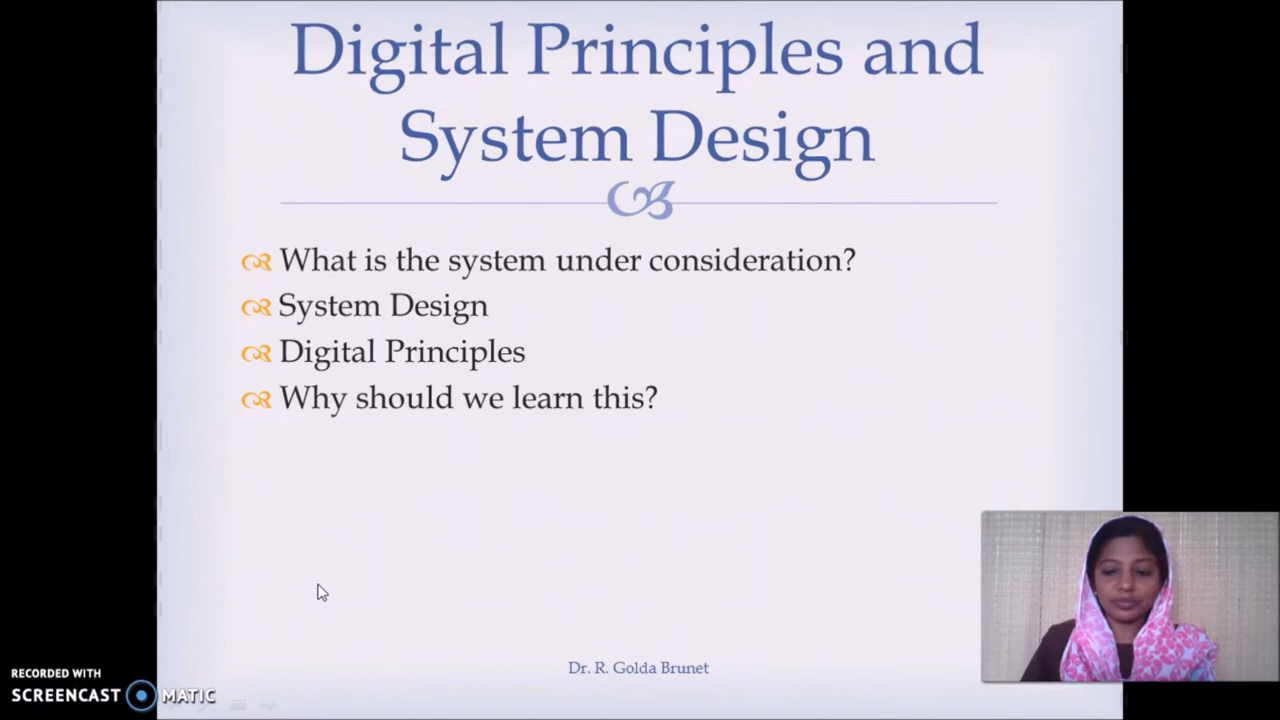 Digital Principles and
System Design
What is the system under consideration?
System Design
Digital Principles
Why should we learn this?
Dr. R. Golda Brunet
RECORDED WITH
SCREENCAST MATIC